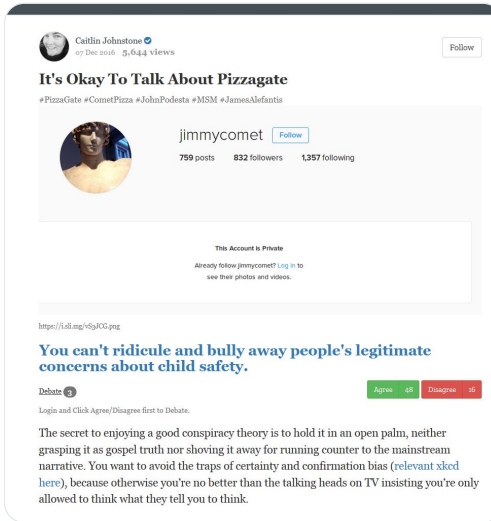 Caitlin Johnstone
07 Dec 2016 5,644 views
Follow
It's Okay To Talk About Pizzagate
#PizzaGate #CometPizza #JohnPodesta #MSM #JamesAlefantis
jimmycomet Follow
759 posts 832 followers 1,357 following
This Account is Private
Already follow jimmycomet? Log in to
see their photos and videos.
https://i.sli.mg/vS3JCG.png
You can't ridicule and bully away people's legitimate
concerns about child safety.
Debate 3
Agree 48 Disagree 16
Login and Click Agree/Disagree first to Debate.
The secret to enjoying a good conspiracy theory is to hold it in an open palm, neither
grasping it as gospel truth nor shoving it away for running counter to the mainstream
narrative. You want to avoid the traps of certainty and confirmation bias (relevant xkcd
here), because otherwise you're no better than the talking heads on TV insisting you're only
allowed to think what they tell you to think.